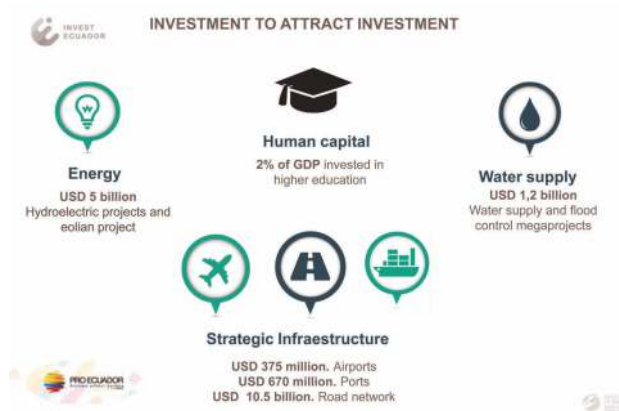 INVEST
ECUADOR
INVESTMENT TO ATTRACT INVESTMENT
Energy
USD 5 billion
Hydroelectric projects and
eolian project
Human capital
2% of GDP invested in
higher education
Water supply
USD 1,2 billion
Water supply and flood
control megaprojects
Strategic Infraestructure
USD 375 million. Airports
USD 670 million. Ports
USD 10.5 billion. Road network
PRO ECUADOR